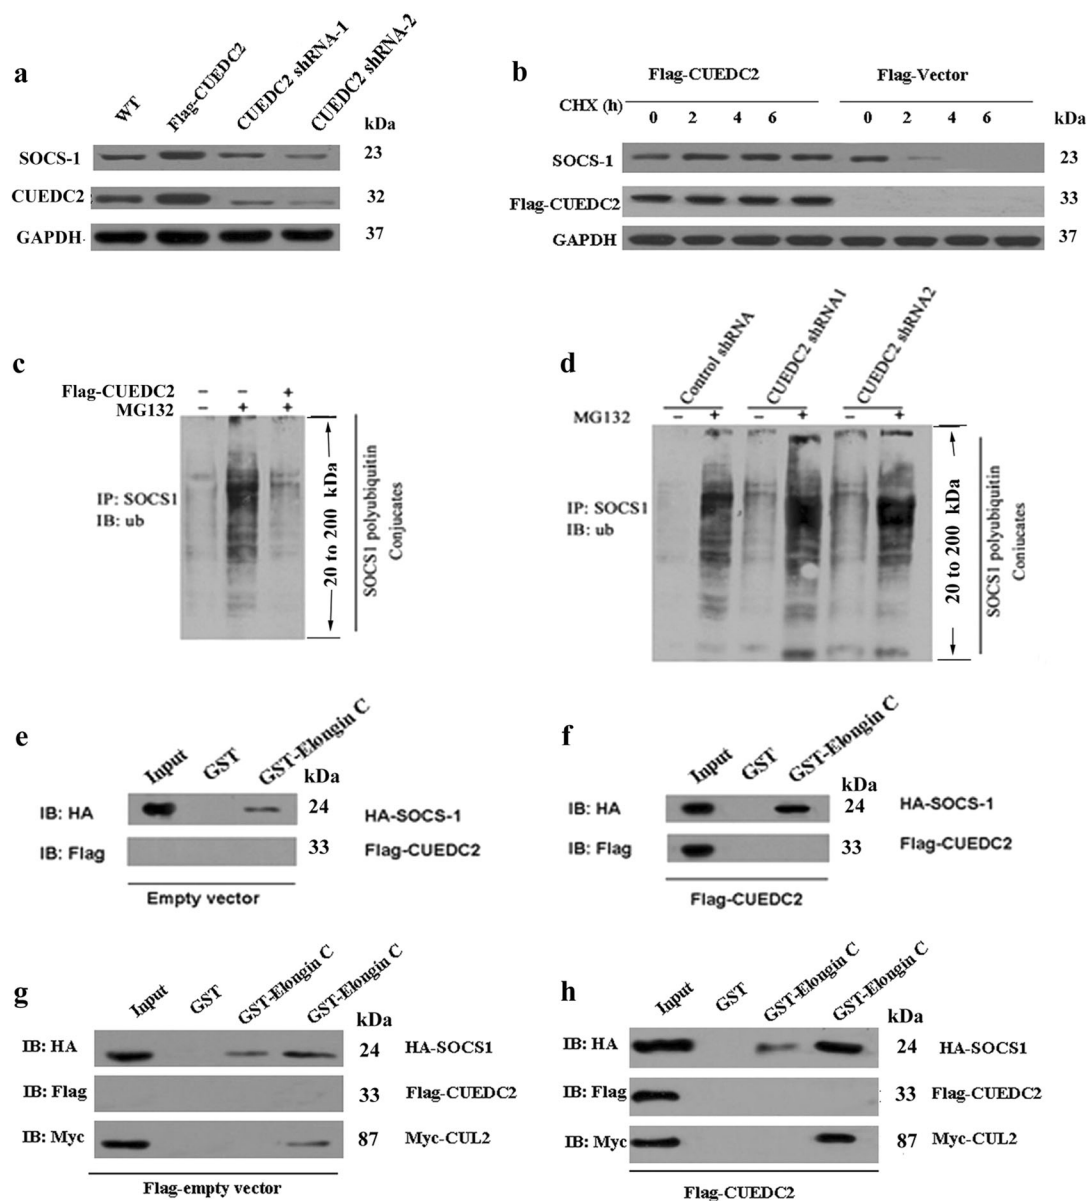 a
WT Flag-CUEDC2 CUEDC2 shRNA-1 CUEDC2 shRNA-2
kDa
SOCS-1 23
CUEDC2 32
GAPDH 37
b
Flag-CUEDC2 Flag-Vector
CHX (h) 0 2 4 6 0 2 4 6 kDa
SOCS-1 23
Flag-CUEDC2 33
GAPDH 37
c
Flag-CUEDC2 – – +
MG132 – + +
IP: SOCS1
IB: ub
20 to 200 kDa
SOCS1 polyubiquitin
Conjucates
d
Control shRNA CUEDC2 shRNA1 CUEDC2 shRNA2
MG132 – + – + – +
IP: SOCS1
IB: ub
20 to 200 kDa
SOCS1 polyubiquitin
Coniucates
e
Input GST GST-Elongin C
kDa
IB: HA 24 HA-SOCS-1
IB: Flag 33 Flag-CUEDC2
Empty vector
f
Input GST GST-Elongin C
kDa
IB: HA 24 HA-SOCS-1
IB: Flag 33 Flag-CUEDC2
Flag-CUEDC2
g
Input GST GST-Elongin C GST-Elongin C
kDa
IB: HA 24 HA-SOCS1
IB: Flag 33 Flag-CUEDC2
IB: Myc 87 Myc-CUL2
Flag-empty vector
h
Input GST GST-Elongin C GST-Elongin C
kDa
IB: HA 24 HA-SOCS1
IB: Flag 33 Flag-CUEDC2
IB: Myc 87 Myc-CUL2
Flag-CUEDC2